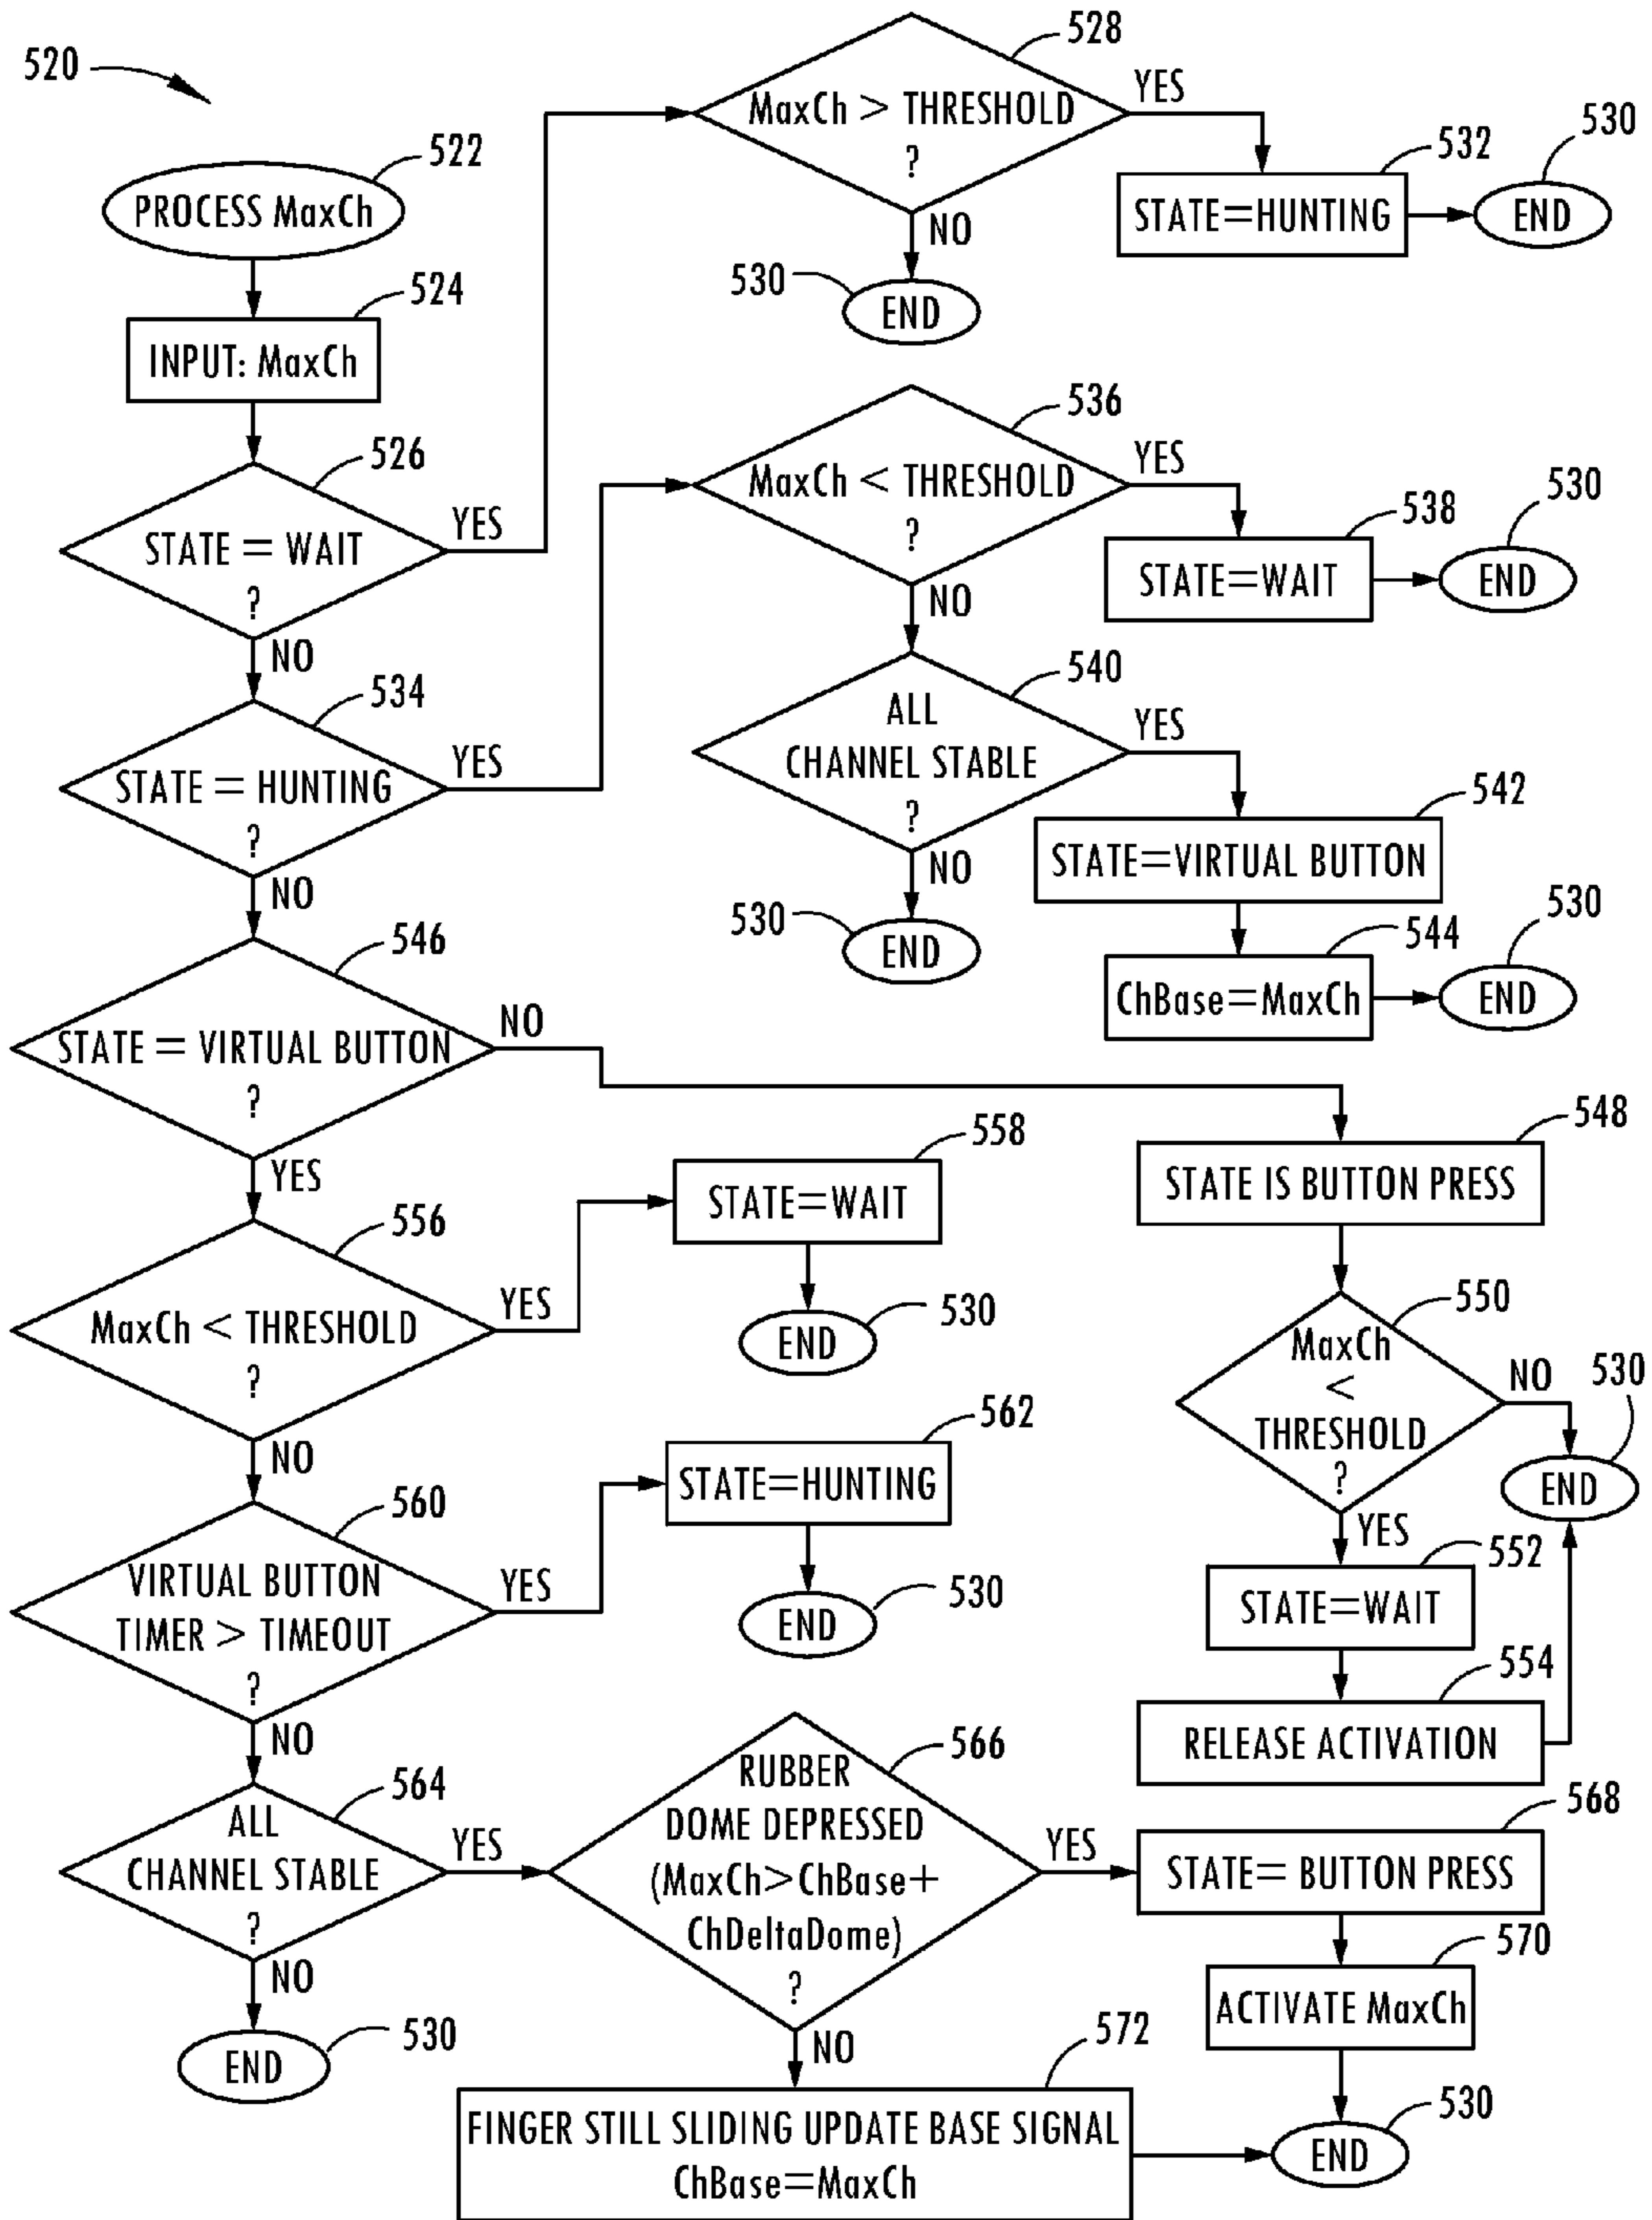 520
522
PROCESS MaxCh
524
INPUT: MaxCh
526
STATE = WAIT
?
YES
NO
528
MaxCh > THRESHOLD
?
YES
NO
530
END
532
STATE=HUNTING
530
END
534
STATE = HUNTING
?
YES
NO
536
MaxCh < THRESHOLD
?
YES
NO
538
STATE=WAIT
530
END
540
ALL
CHANNEL STABLE
?
YES
NO
530
END
542
STATE=VIRTUAL BUTTON
544
ChBase=MaxCh
530
END
546
STATE = VIRTUAL BUTTON
?
NO
YES
548
STATE IS BUTTON PRESS
550
MaxCh
<
THRESHOLD
?
NO
YES
530
END
552
STATE=WAIT
554
RELEASE ACTIVATION
556
MaxCh < THRESHOLD
?
YES
NO
558
STATE=WAIT
530
END
560
VIRTUAL BUTTON
TIMER > TIMEOUT
?
YES
NO
562
STATE=HUNTING
530
END
564
ALL
CHANNEL STABLE
?
YES
NO
530
END
566
RUBBER
DOME DEPRESSED
(MaxCh>ChBase+
ChDeltaDome)
?
YES
NO
568
STATE= BUTTON PRESS
570
ACTIVATE MaxCh
530
END
572
FINGER STILL SLIDING UPDATE BASE SIGNAL
ChBase=MaxCh